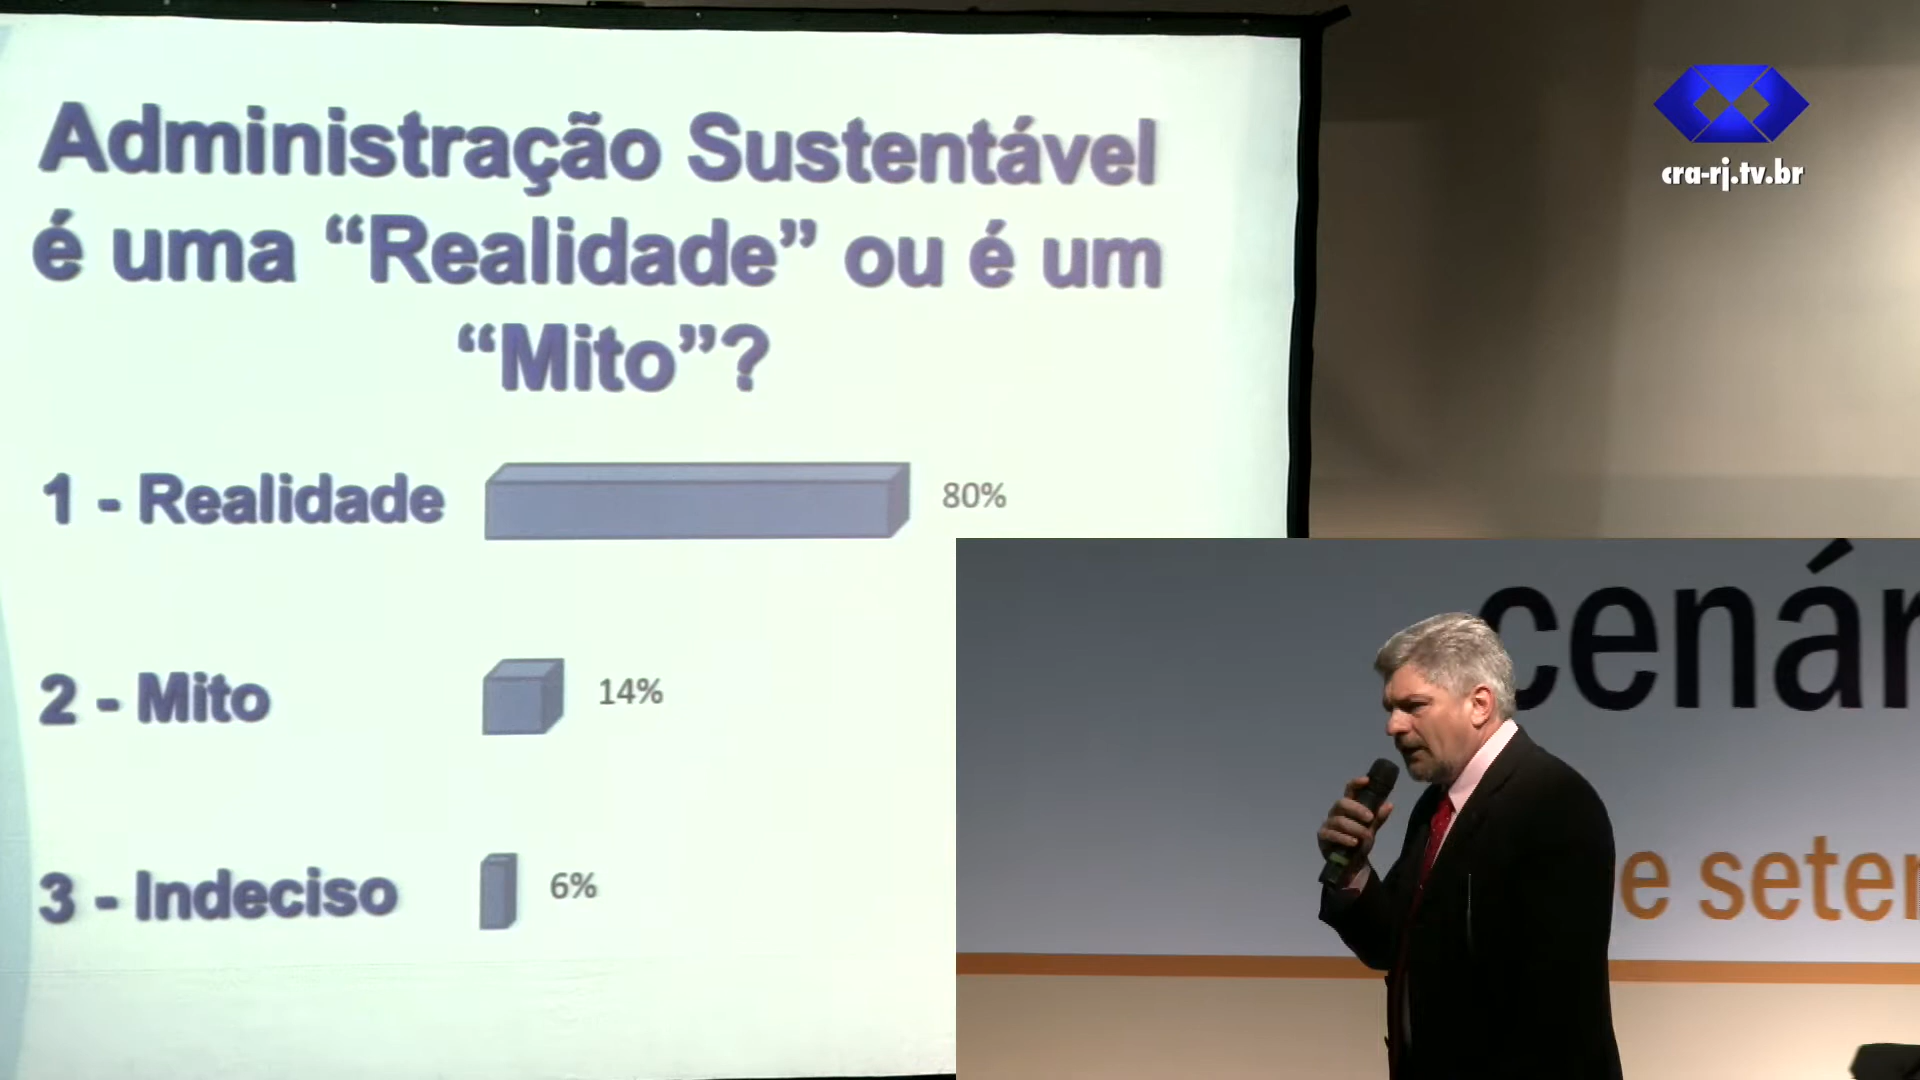 Administração Sustentável
é uma “Realidade” ou é um
“Mito”?
1 - Realidade 80%
2 - Mito 14%
3 - Indeciso 6%
cra-rj.tv.br
cenár
e seter